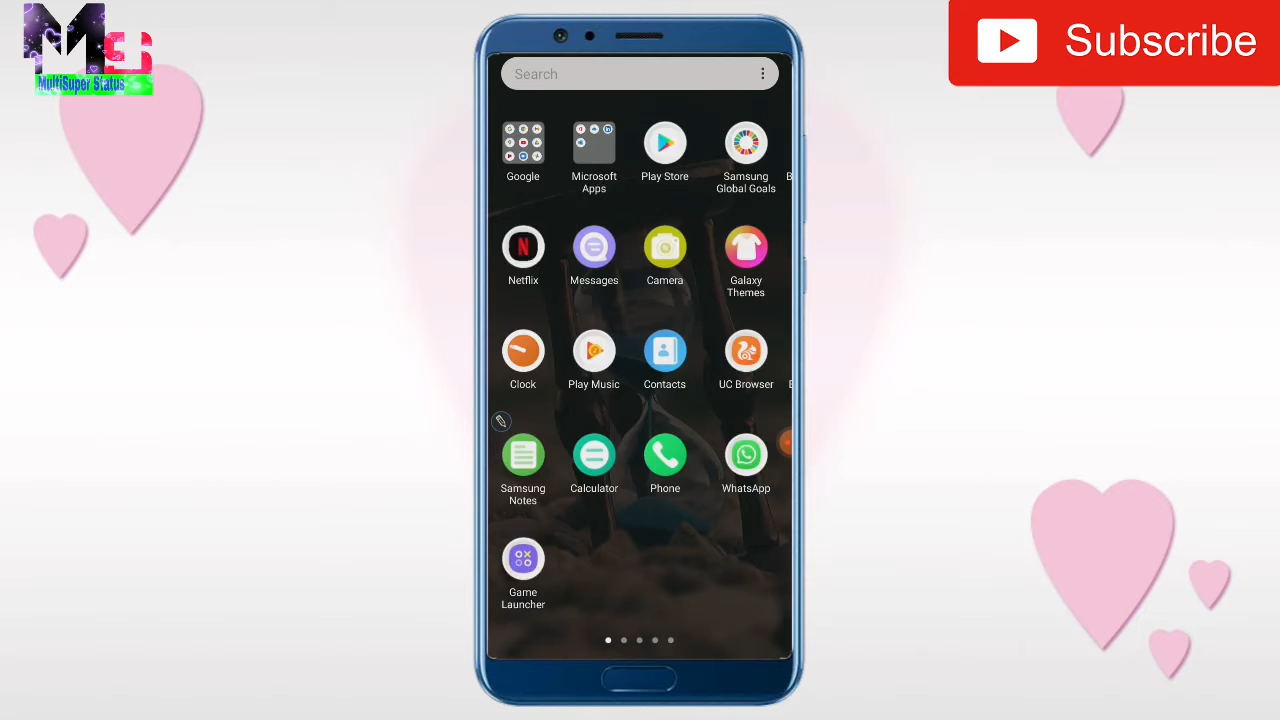 MS
MultiSuper Status
Subscribe
Search
Google
Microsoft
Apps
Play Store
Samsung
Global Goals
Netflix
Messages
Camera
Galaxy
Themes
Clock
Play Music
Contacts
UC Browser
Samsung
Notes
Calculator
Phone
WhatsApp
Game
Launcher